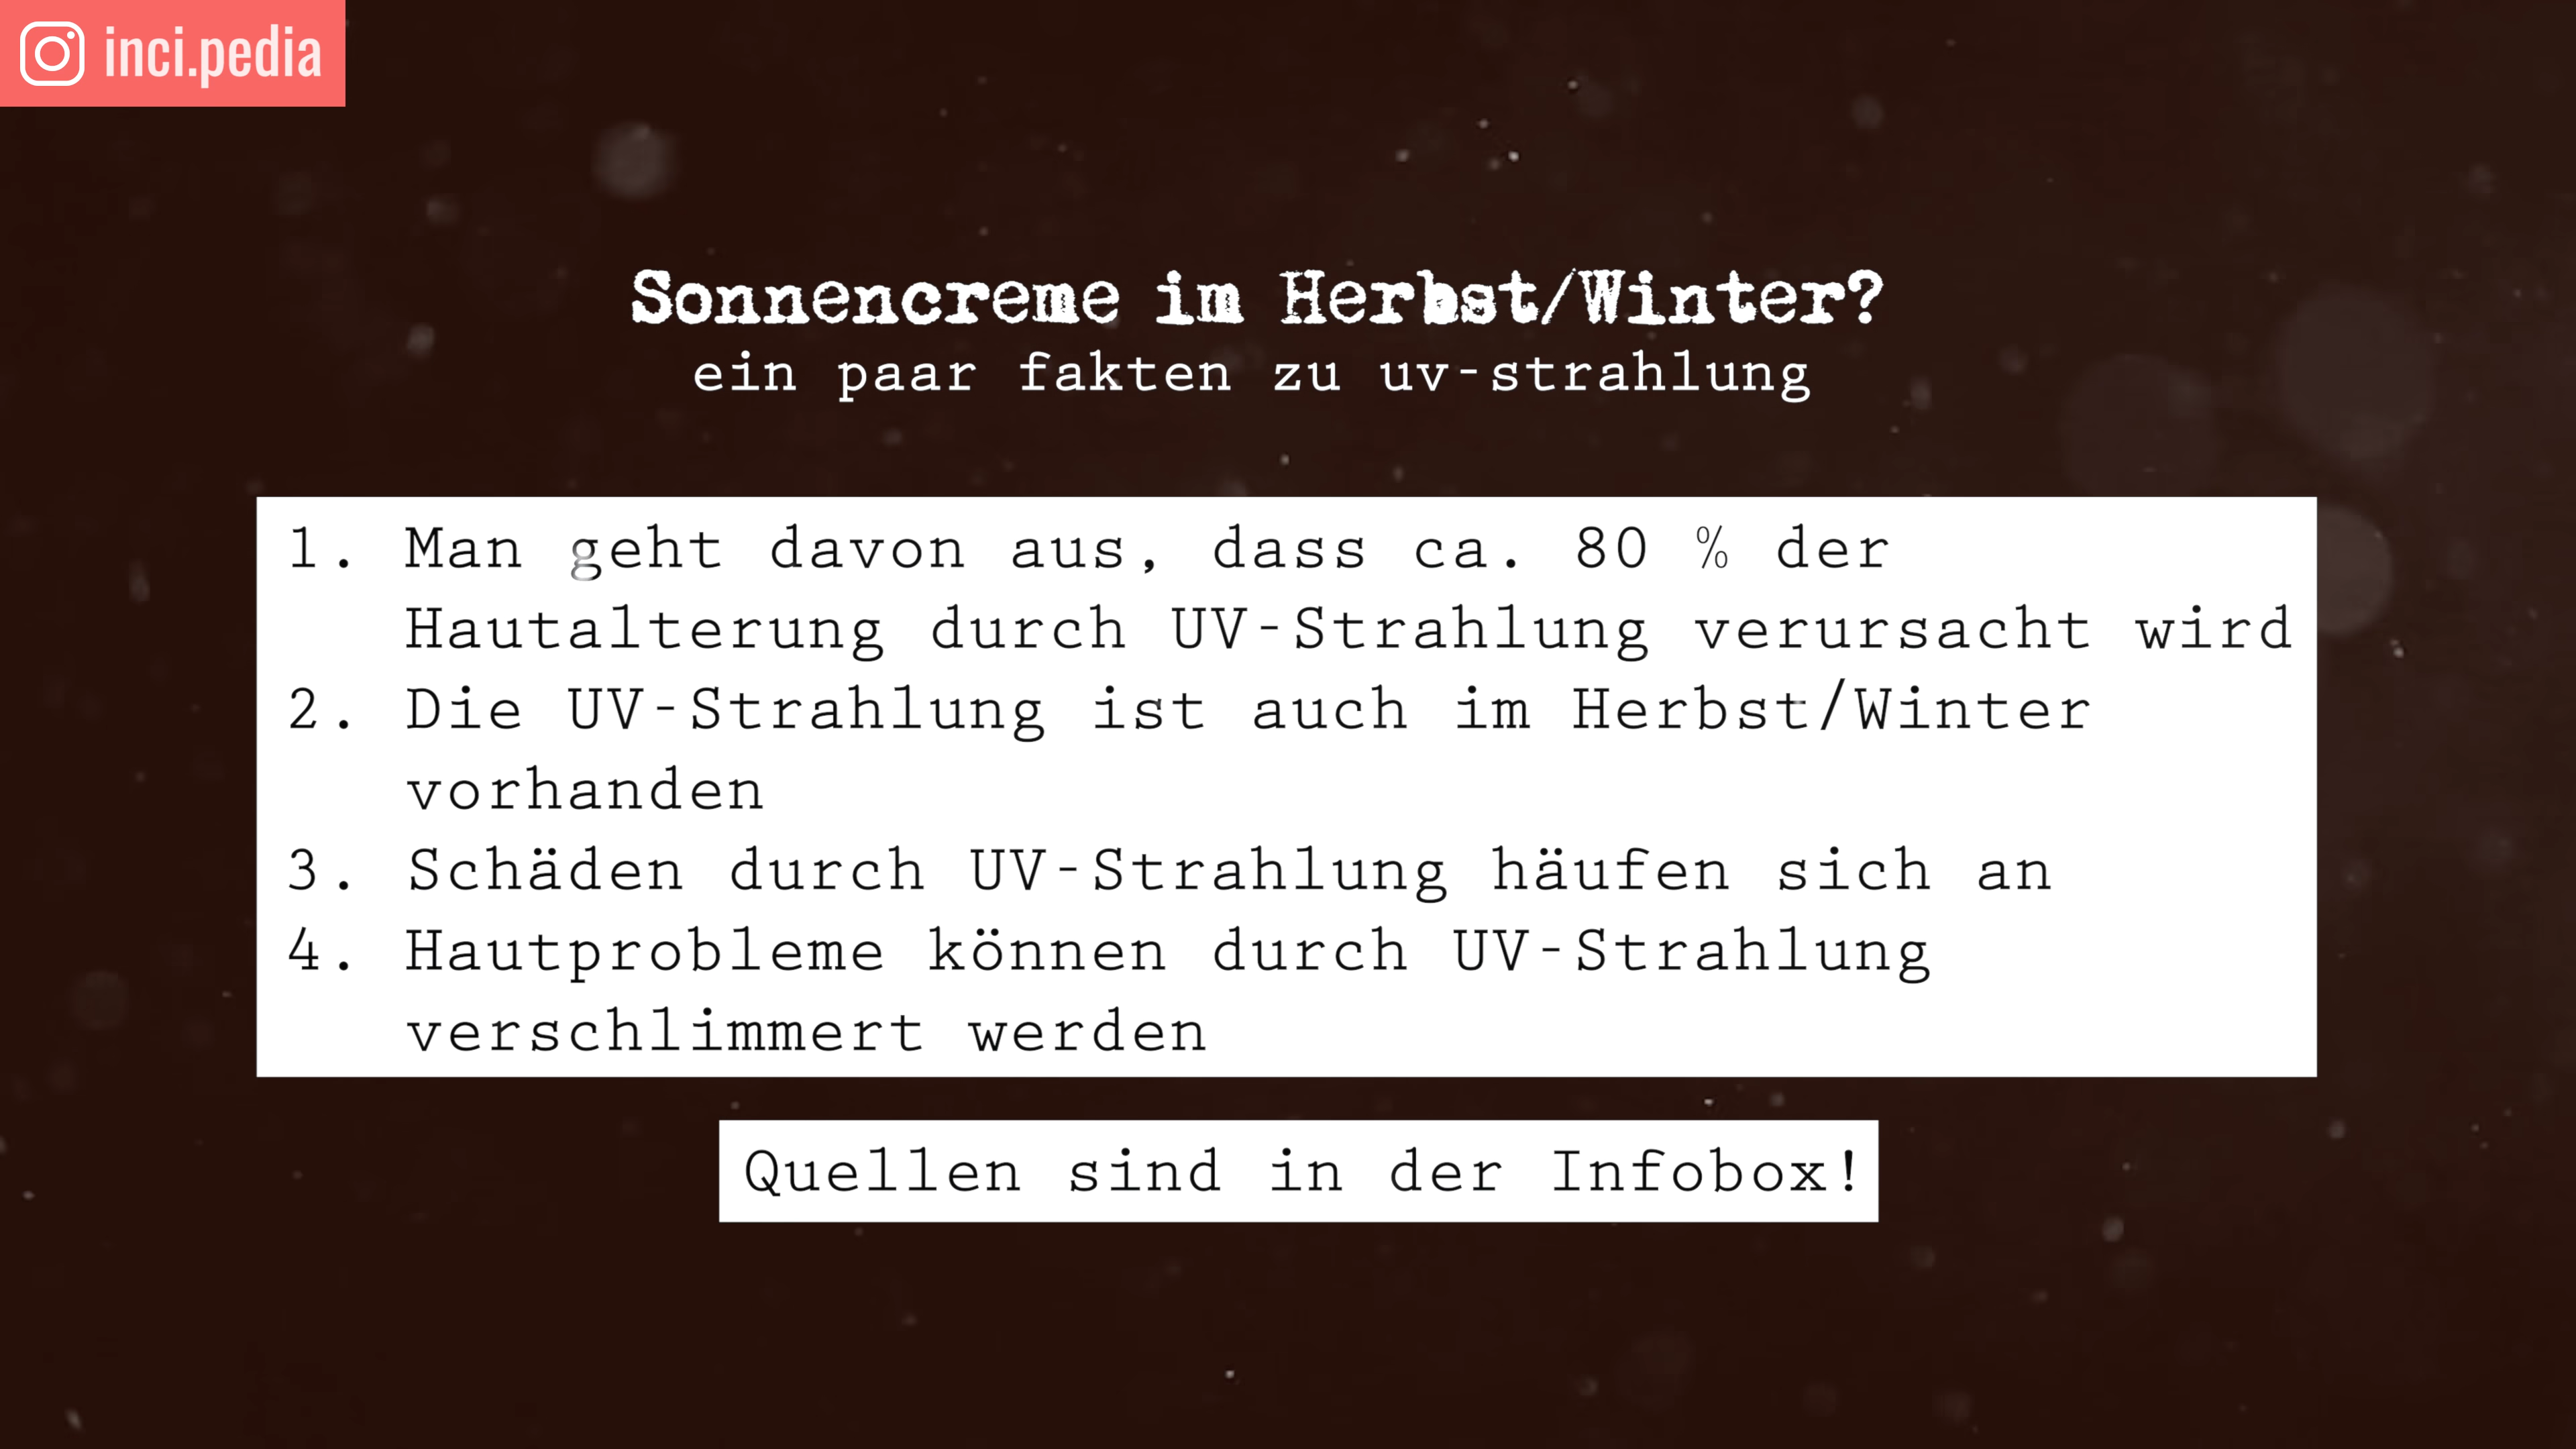 inci.pedia
Sonnencreme im Herbst/Winter?
ein paar fakten zu uv-strahlung
1. Man geht davon aus, dass ca. 80 % der
Hautalterung durch UV-Strahlung verursacht wird
2. Die UV-Strahlung ist auch im Herbst/Winter
vorhanden
3. Schäden durch UV-Strahlung häufen sich an
4. Hautprobleme können durch UV-Strahlung
verschlimmert werden
Quellen sind in der Infobox!